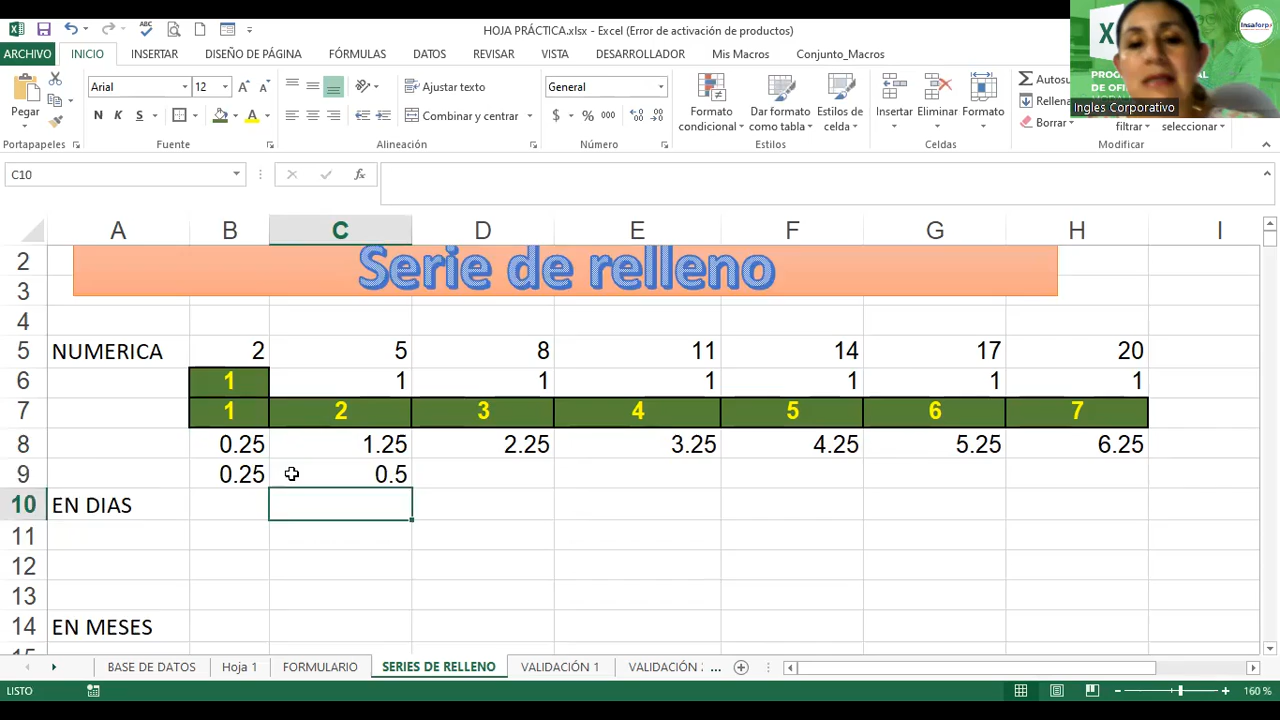 HOJA PRÁCTICA.xlsx - Excel (Error de activación de productos)
ARCHIVO INICIO INSERTAR DISEÑO DE PÁGINA FÓRMULAS DATOS REVISAR VISTA DESARROLLADOR Mis Macros Conjunto_Macros
Pegar
Portapapeles
Arial 12
N K S
Fuente
Ajustar texto
Combinar y centrar
Alineación
General
$ % 000
Número
Formato condicional
Dar formato como tabla
Estilos de celda
Estilos
Insertar
Eliminar
Formato
Celdas
Autosu
Rellena
Borrar
filtrar
seleccionar
Modificar
Insaforp
Ingles Corporativo
C10
fx
A B C D E F G H I
2 Serie de relleno
3
4
5 NUMERICA 2 5 8 11 14 17 20
6 1 1 1 1 1 1 1
7 1 2 3 4 5 6 7
8 0.25 1.25 2.25 3.25 4.25 5.25 6.25
9 0.25 0.5
10 EN DIAS
11
12
13
14 EN MESES
BASE DE DATOS Hoja 1 FORMULARIO SERIES DE RELLENO VALIDACIÓN 1 VALIDACIÓN ...
LISTO 160 %